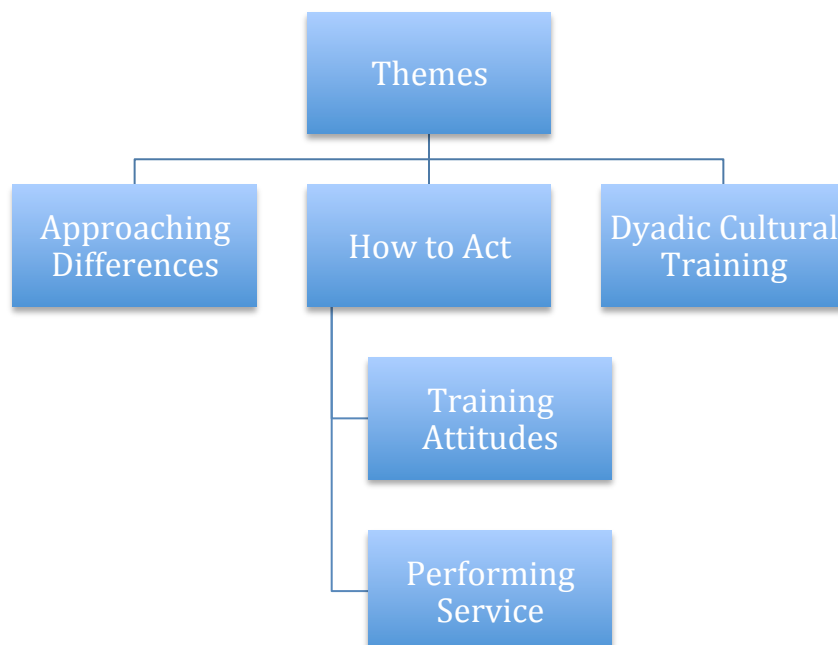 Themes
Approaching
Differences
How to Act
Dyadic Cultural
Training
Training
Attitudes
Performing
Service